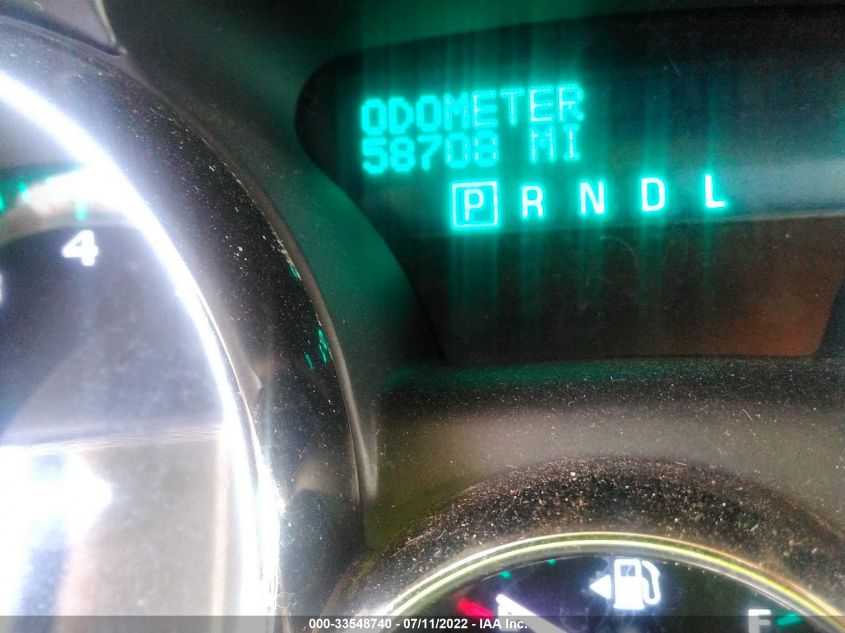 ODOMETER
58708 MI
P R N D L
4
F
000-33548740 - 07/11/2022 - IAA Inc.